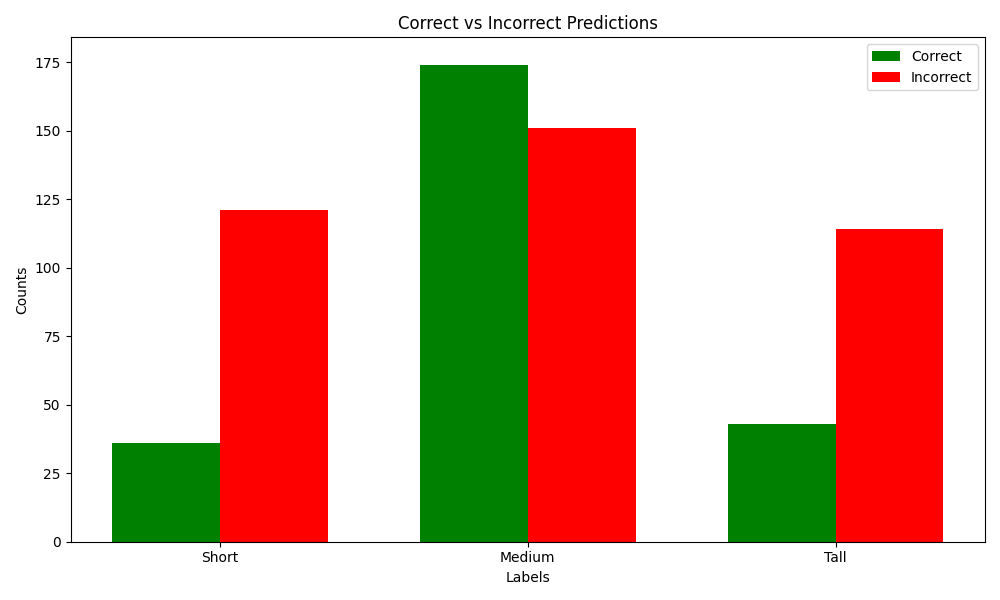 Correct vs Incorrect Predictions
Correct
Incorrect
175
150
125
100
75
50
25
0
Counts
Short
Medium
Tall
Labels